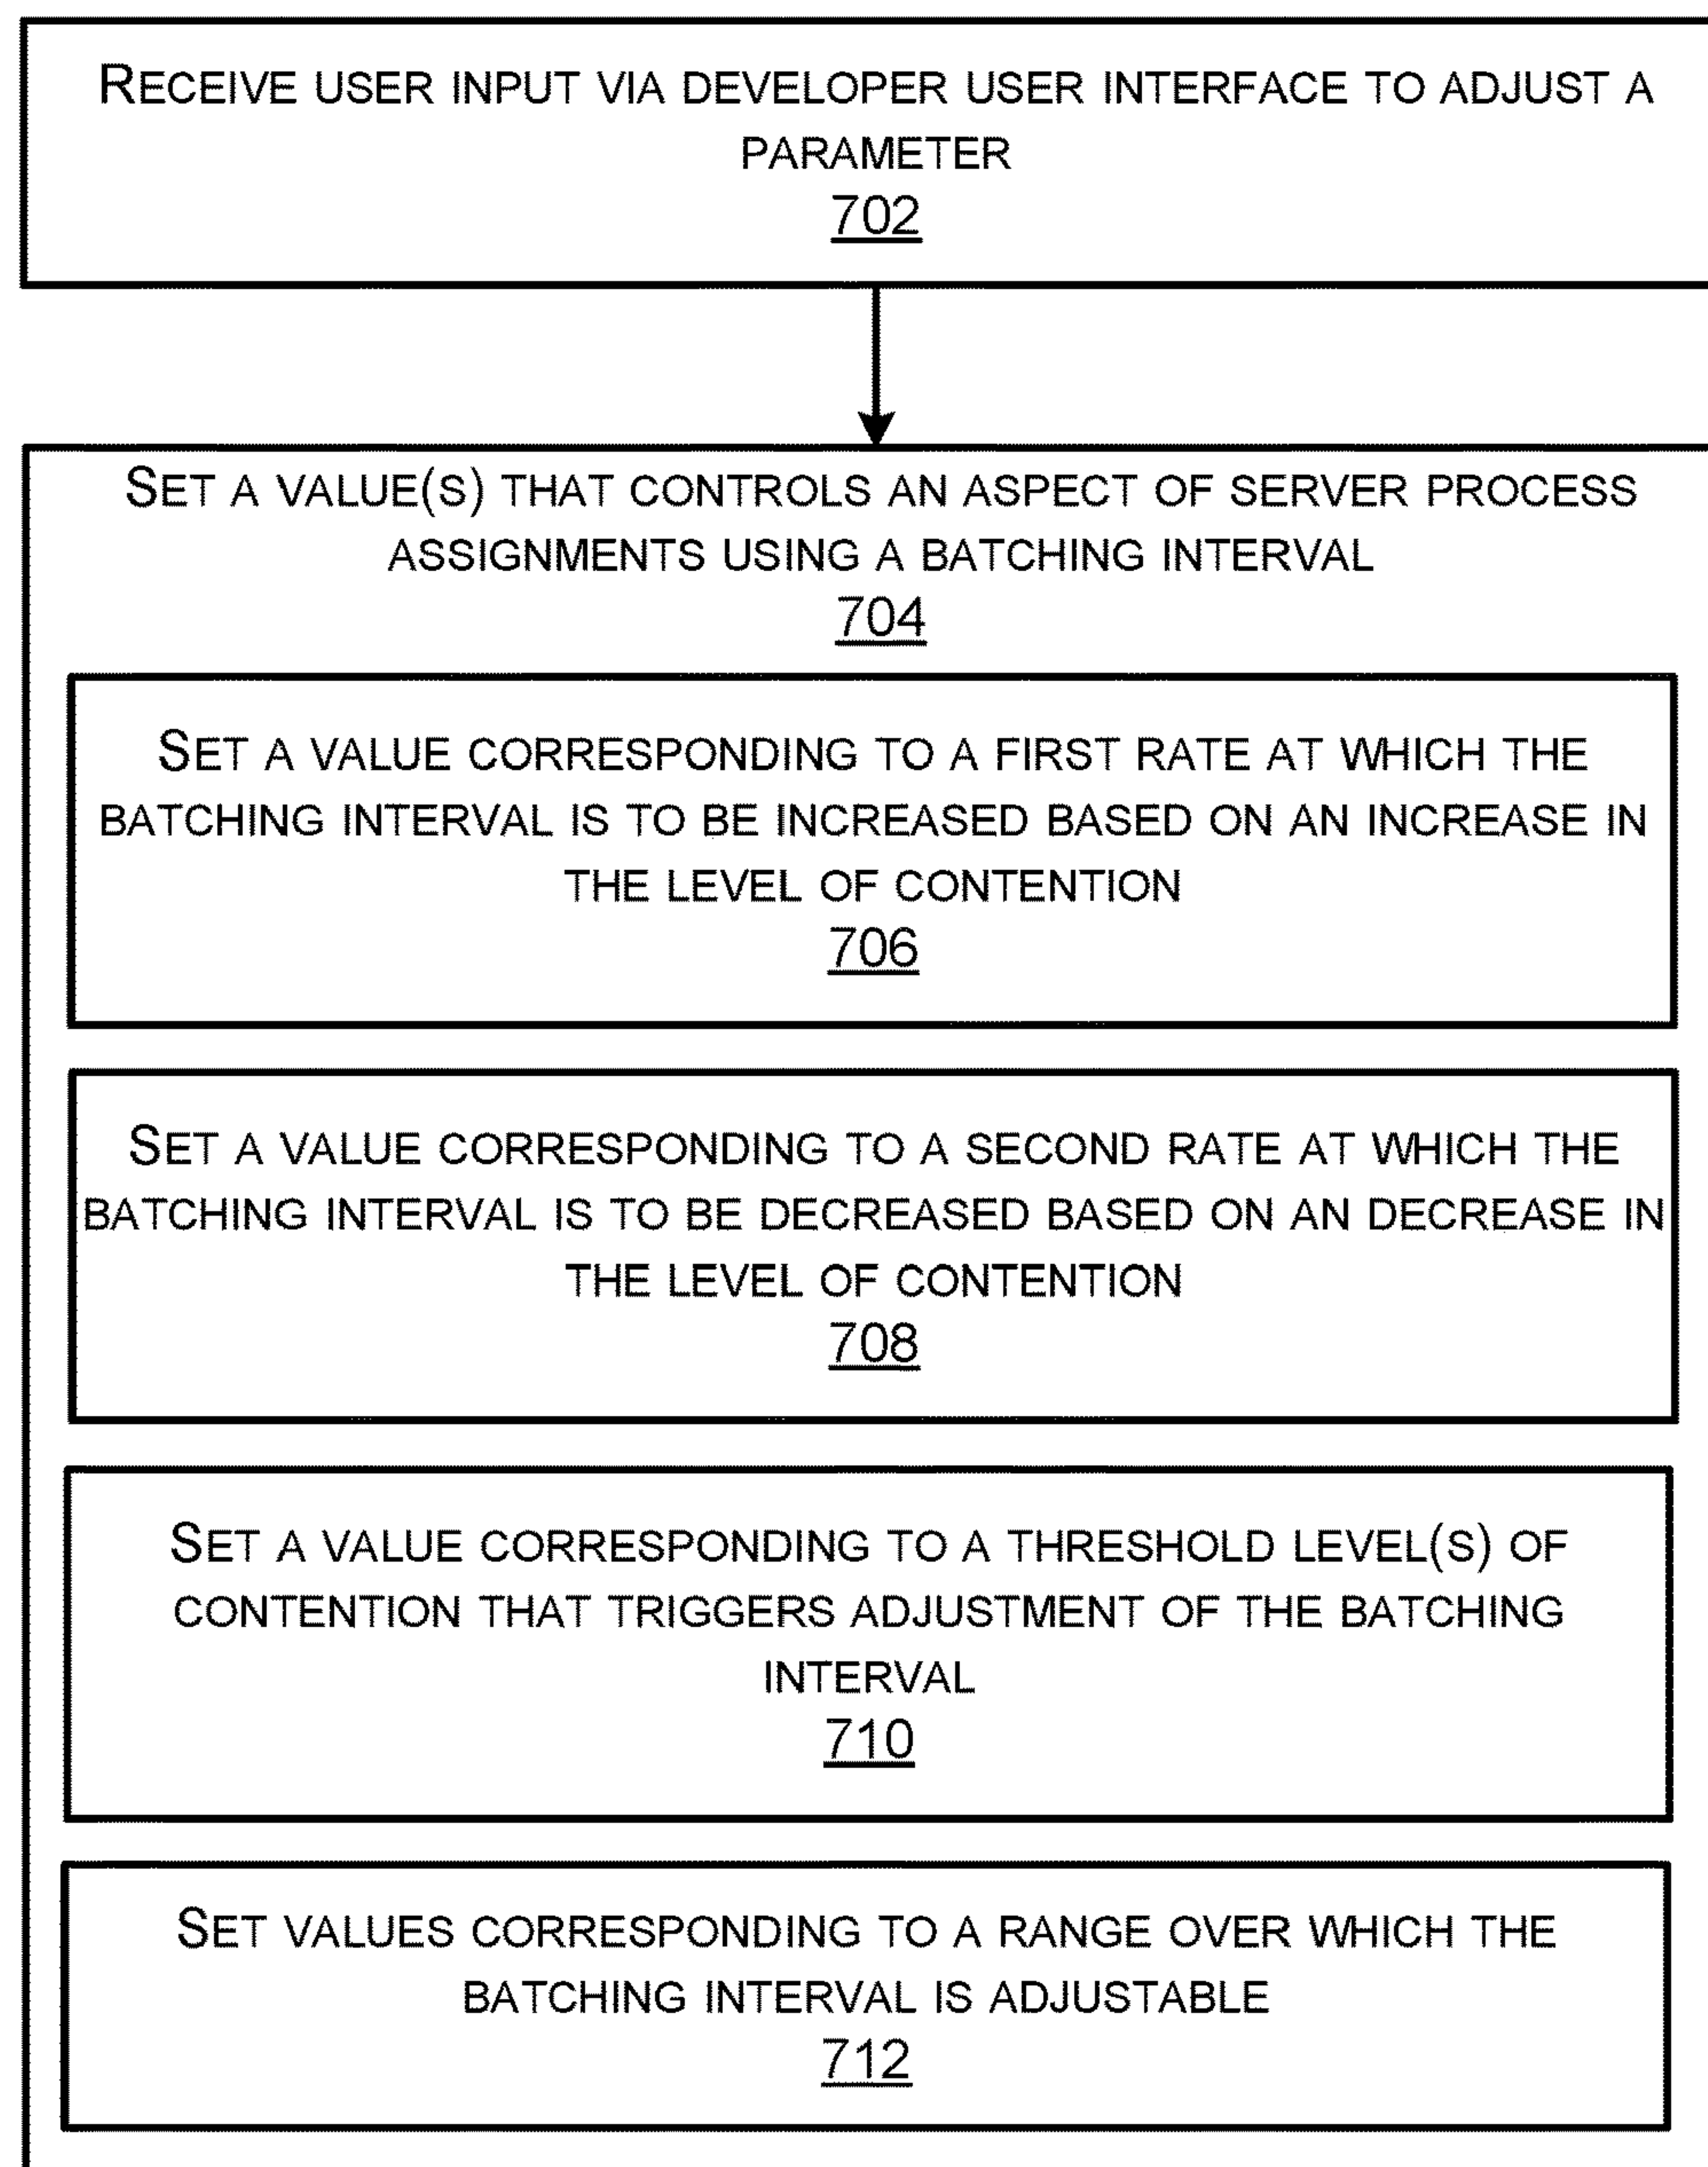 RECEIVE USER INPUT VIA DEVELOPER USER INTERFACE TO ADJUST A
PARAMETER
702
SET A VALUE(S) THAT CONTROLS AN ASPECT OF SERVER PROCESS
ASSIGNMENTS USING A BATCHING INTERVAL
704
SET A VALUE CORRESPONDING TO A FIRST RATE AT WHICH THE
BATCHING INTERVAL IS TO BE INCREASED BASED ON AN INCREASE IN
THE LEVEL OF CONTENTION
706
SET A VALUE CORRESPONDING TO A SECOND RATE AT WHICH THE
BATCHING INTERVAL IS TO BE DECREASED BASED ON AN DECREASE IN
THE LEVEL OF CONTENTION
708
SET A VALUE CORRESPONDING TO A THRESHOLD LEVEL(S) OF
CONTENTION THAT TRIGGERS ADJUSTMENT OF THE BATCHING
INTERVAL
710
SET VALUES CORRESPONDING TO A RANGE OVER WHICH THE
BATCHING INTERVAL IS ADJUSTABLE
712